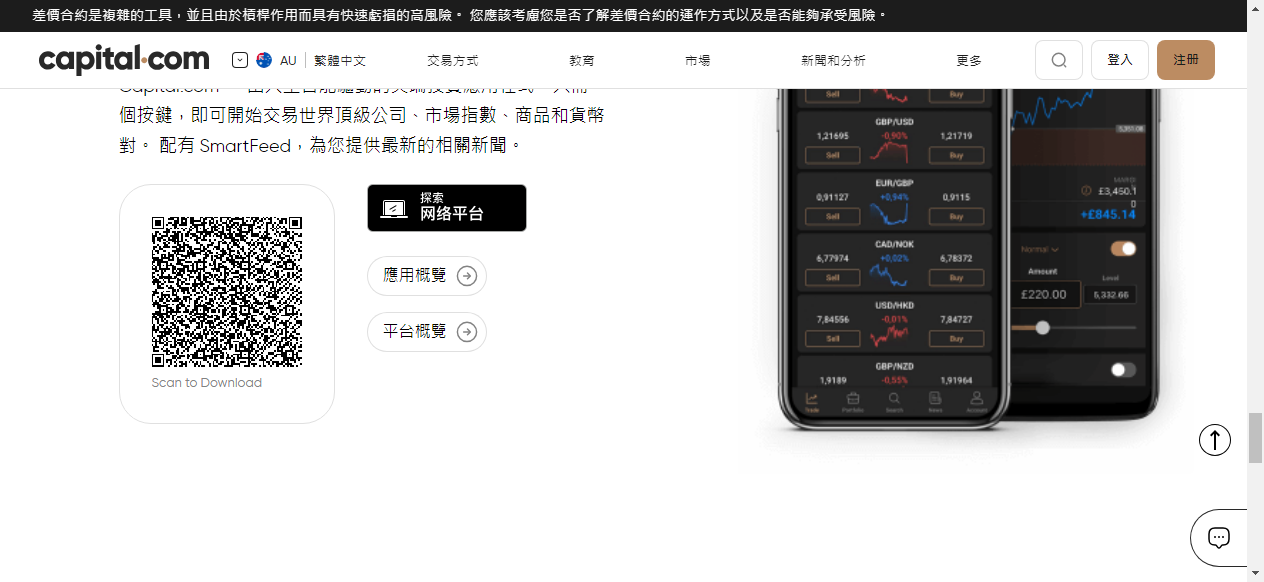 差價合約是複雜的工具，並且由於槓桿作用而具有快速虧損的高風險。 您應該考慮您是否了解差價合約的運作方式以及是否能夠承受風險。
capital.com
AU 繁體中文
交易方式
教育
市場
新聞和分析
更多
登入
注册
個按鍵，即可開始交易世界頂級公司、市場指數、商品和貨幣
對。 配有 SmartFeed，為您提供最新的相關新聞。
Scan to Download
探索
网络平台
應用概覽
平台概覽
Sell Buy
GBP/USD
1,21695 -0,90% 1,21719
Sell Buy
EUR/GBP
0,91127 +0,94% 0,9115
Sell Buy
CAD/NOK
6,77974 +0,02% 6,78372
Sell Buy
USD/HKD
7,84556 -0,01% 7,84727
Sell Buy
GBP/NZD
1,9189 -0,55% 1,91964
Trade Portfolio Search News Account
5,351.08
£3,450.1
0
+£845.14
Normal
Amount Level
£220.00 5,332.66